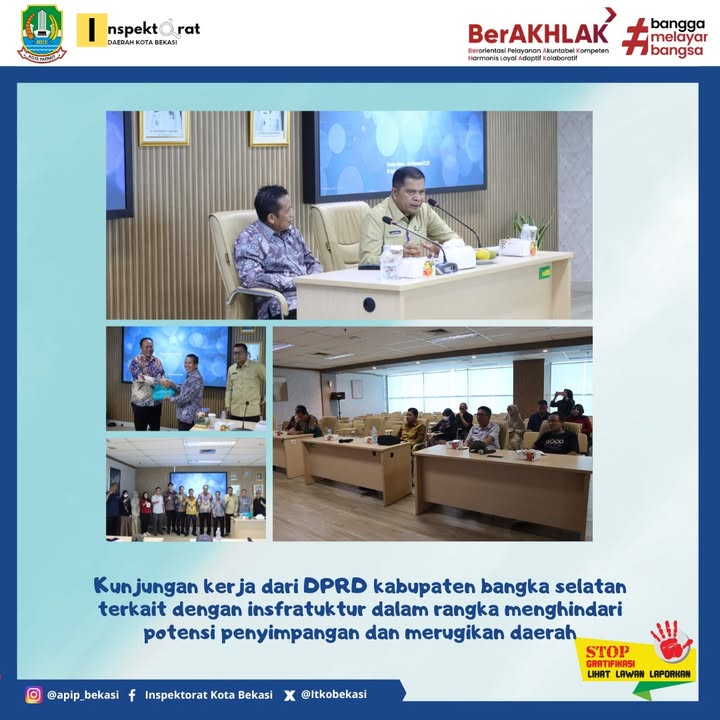 Inspektorat
DAERAH KOTA BEKASI
BerAKHLAK
Berorientasi Pelayanan Akuntabel Kompeten
Harmonis Loyal Adaptif Kolaboratif
#bangga
melayani
bangsa
KOTA PATRIOT
Kunjungan kerja dari DPRD kabupaten bangka selatan
terkait dengan insfratuktur dalam rangka menghindari
potensi penyimpangan dan merugikan daerah
STOP
GRATIFIKASI
LIHAT LAWAN LAPORKAN
@apip_bekasi
Inspektorat Kota Bekasi
@Itkobekasi